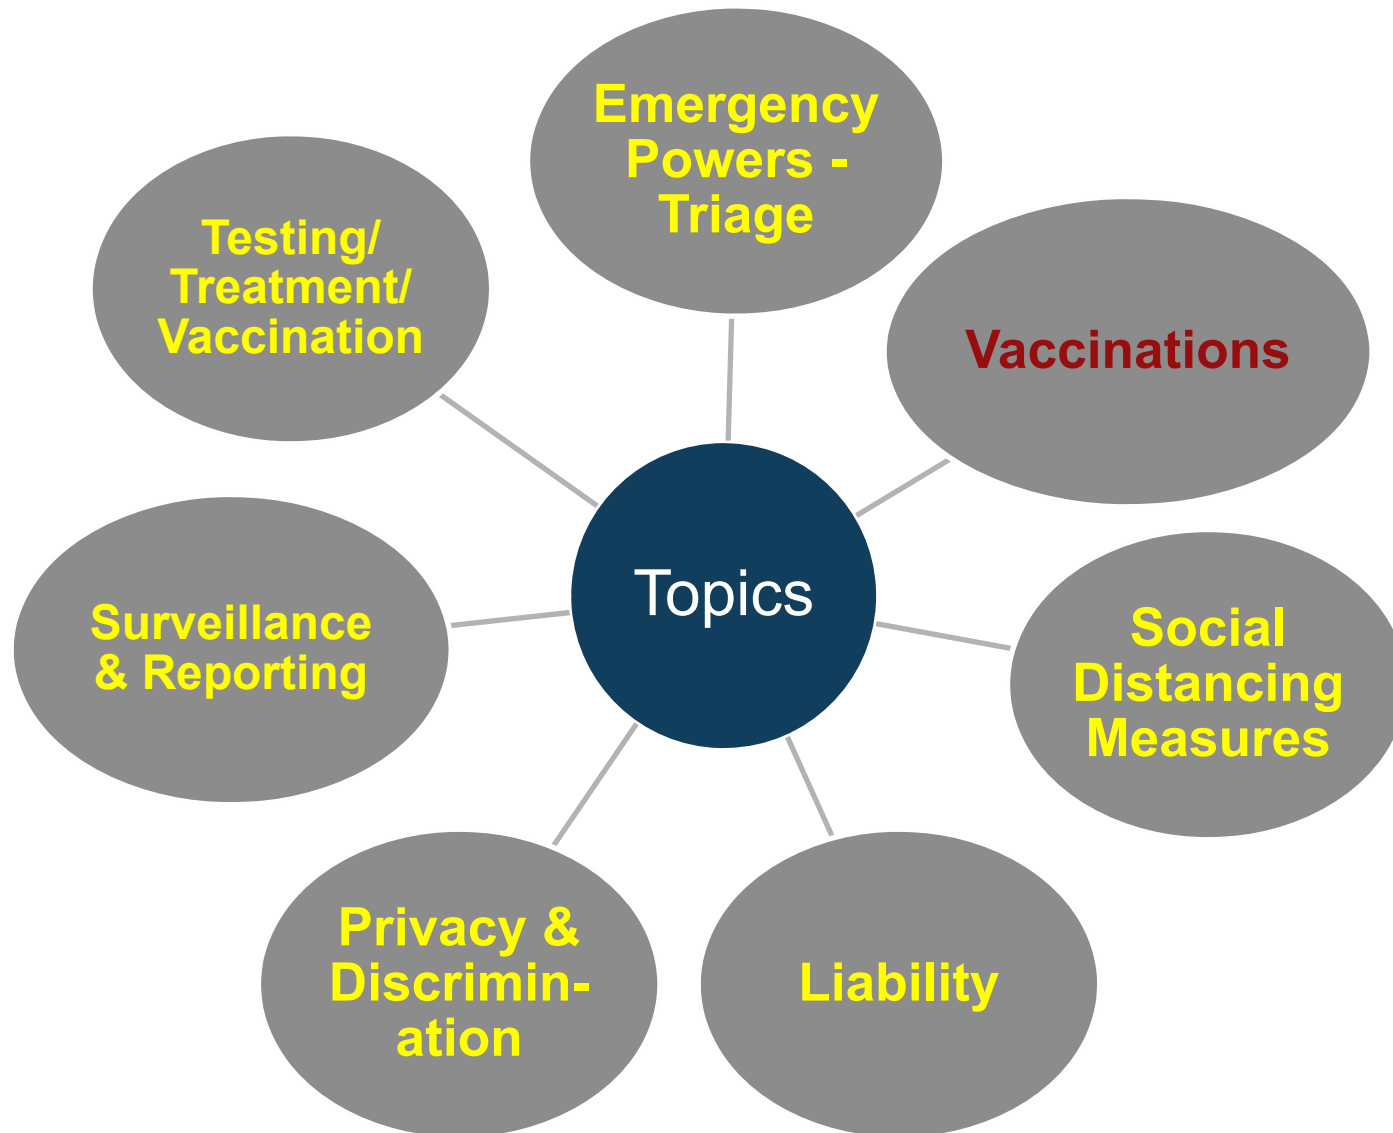 Emergency
Powers -
Triage
Testing/
Treatment/
Vaccination
Vaccinations
Topics
Surveillance
& Reporting
Social
Distancing
Measures
Privacy &
Discrimin-
ation
Liability